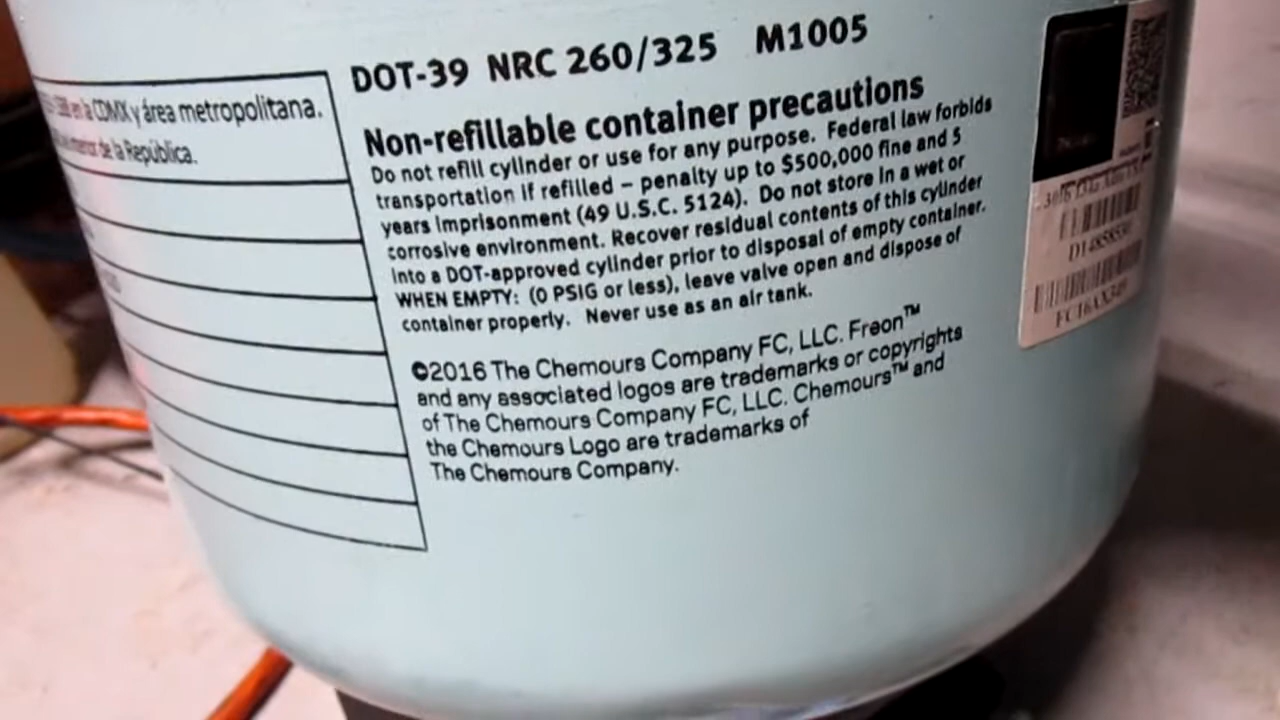 en la CDMX y área metropolitana.
de la República.
DOT-39 NRC 260/325 M1005
Non-refillable container precautions
Do not refill cylinder or use for any purpose. Federal law forbids
transportation if refilled – penalty up to $500,000 fine and 5
years imprisonment (49 U.S.C. 5124). Do not store in a wet or
corrosive environment. Recover residual contents of this cylinder
into a DOT-approved cylinder prior to disposal of empty container.
WHEN EMPTY: (0 PSIG or less), leave valve open and dispose of
container properly. Never use as an air tank.
©2016 The Chemours Company FC, LLC. Freon™
and any associated logos are trademarks or copyrights
of The Chemours Company FC, LLC. Chemours™ and
the Chemours Logo are trademarks of
The Chemours Company.